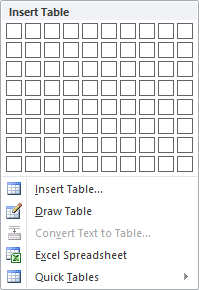 Insert Table
Insert Table...
Draw Table
Convert Text to Table...
Excel Spreadsheet
Quick Tables